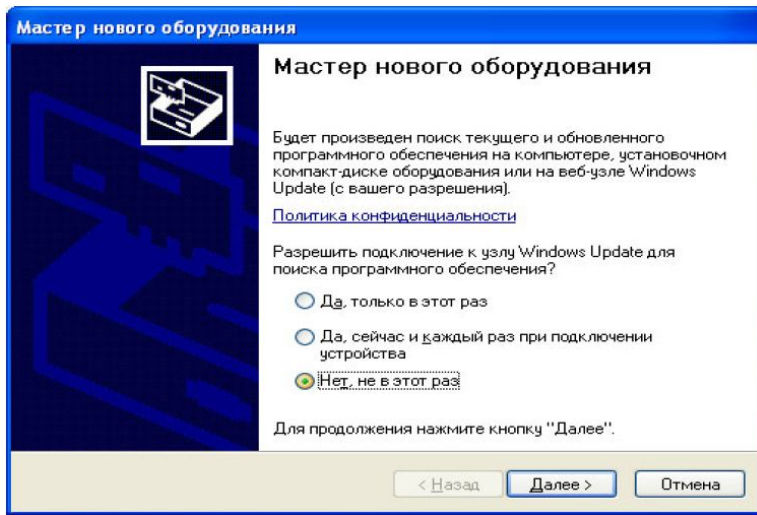 Мастер нового оборудования
Мастер нового оборудования
Будет произведен поиск текущего и обновленного
программного обеспечения на компьютере, установочном
компакт-диске оборудования или на веб-узле Windows
Update (с вашего разрешения).
Политика конфиденциальности
Разрешить подключение к узлу Windows Update для
поиска программного обеспечения?
Да, только в этот раз
Да, сейчас и каждый раз при подключении
устройства
Нет, не в этот раз
Для продолжения нажмите кнопку "Далее".
< Назад Далее > Отмена